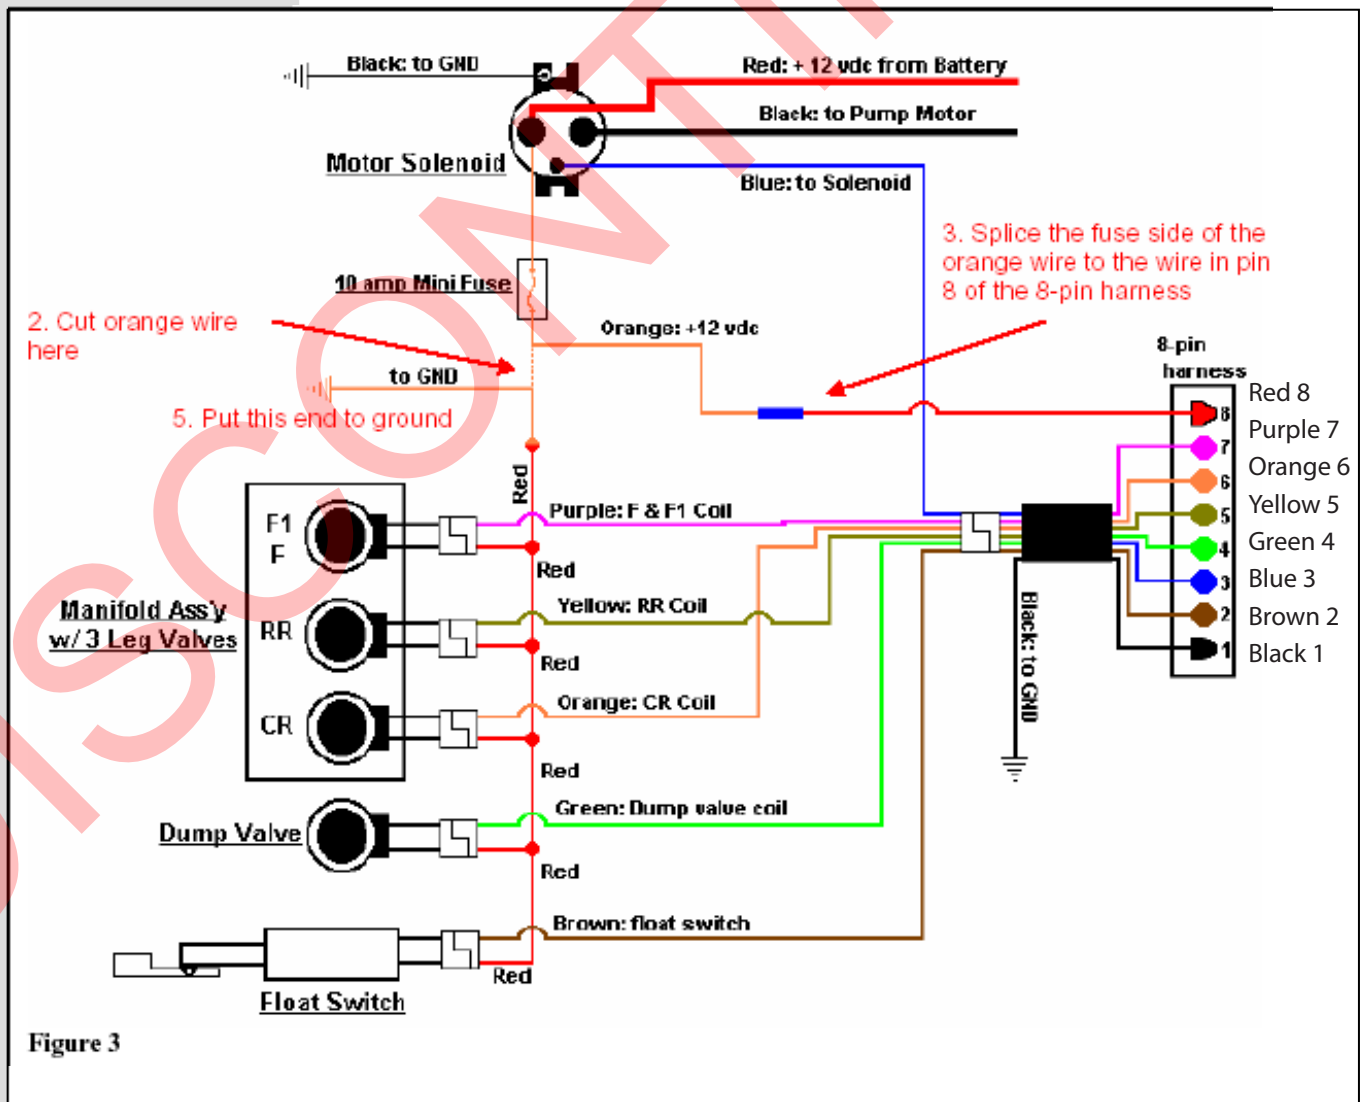 Black: to GND
Red: + 12 vdc from Battery
Black: to Pump Motor
Motor Solenoid
Blue: to Solenoid
3. Splice the fuse side of the
orange wire to the wire in pin
8 of the 8-pin harness
10 amp Mini Fuse
2. Cut orange wire
here
Orange: +12 vdc
8-pin
harness
to GND
5. Put this end to ground
Red 8
8
Purple 7
7
Orange 6
6
Yellow 5
5
Green 4
4
Blue 3
3
Brown 2
2
Black 1
1
Red
Purple: F & F1 Coil
F1
F
Red
Manifold Ass'y
w/ 3 Leg Valves
Yellow: RR Coil
RR
Red
Black: to GND
Orange: CR Coil
CR
Red
Green: Dump valve coil
Dump Valve
Red
Brown: float switch
Red
Float Switch
Figure 3
DISCONTI